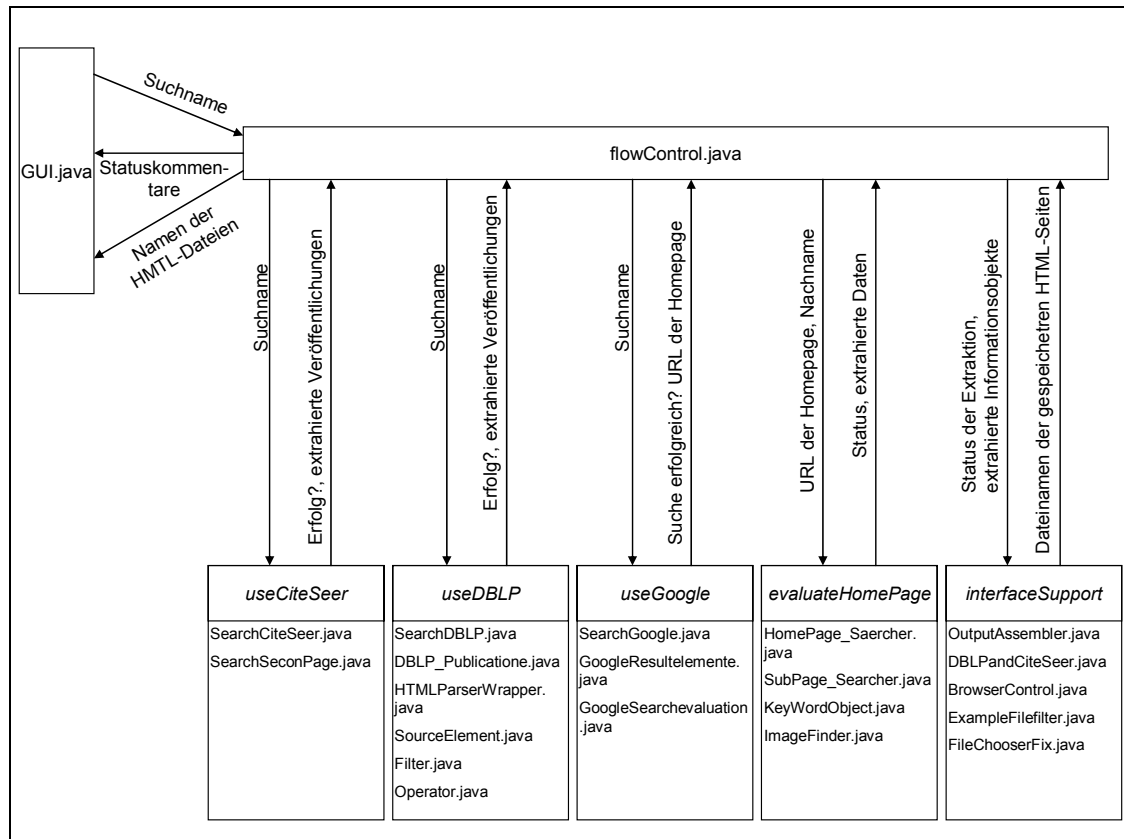 Suchname
GUI.java
flowControl.java
Statuskommen-
tare
Namen der
HMTL-Dateien
Suchname
Erfolg?, extrahierte Veröffentlichungen
Suchname
Erfolg?, extrahierte Veröffentlichungen
Suchname
Suche erfolgreich? URL der Homepage
URL der Homepage, Nachname
Status, extrahierte Daten
Status der Extraktion,
extrahierte Informationsobjekte
Dateinamen der gespeichetren HTML-Seiten
useCiteSeer
SearchCiteSeer.java
SearchSeconPage.java
useDBLP
SearchDBLP.java
DBLP_Publicatione.java
HTMLParserWrapper.
java
SourceElement.java
Filter.java
Operator.java
useGoogle
SearchGoogle.java
GoogleResultelemente.
java
GoogleSearchevaluation
.java
evaluateHomePage
HomePage_Saercher.
java
SubPage_Searcher.java
KeyWordObject.java
ImageFinder.java
interfaceSupport
OutputAssembler.java
DBLPandCiteSeer.java
BrowserControl.java
ExampleFilefilter.java
FileChooserFix.java